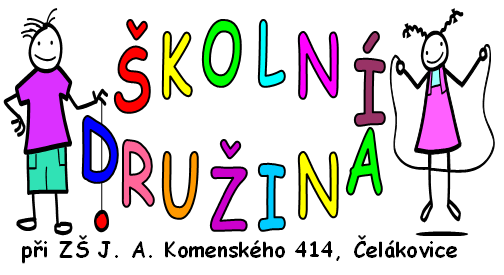 ŠKOLNÍ
DRUŽINA
při ZŠ J. A. Komenského 414, Čelákovice